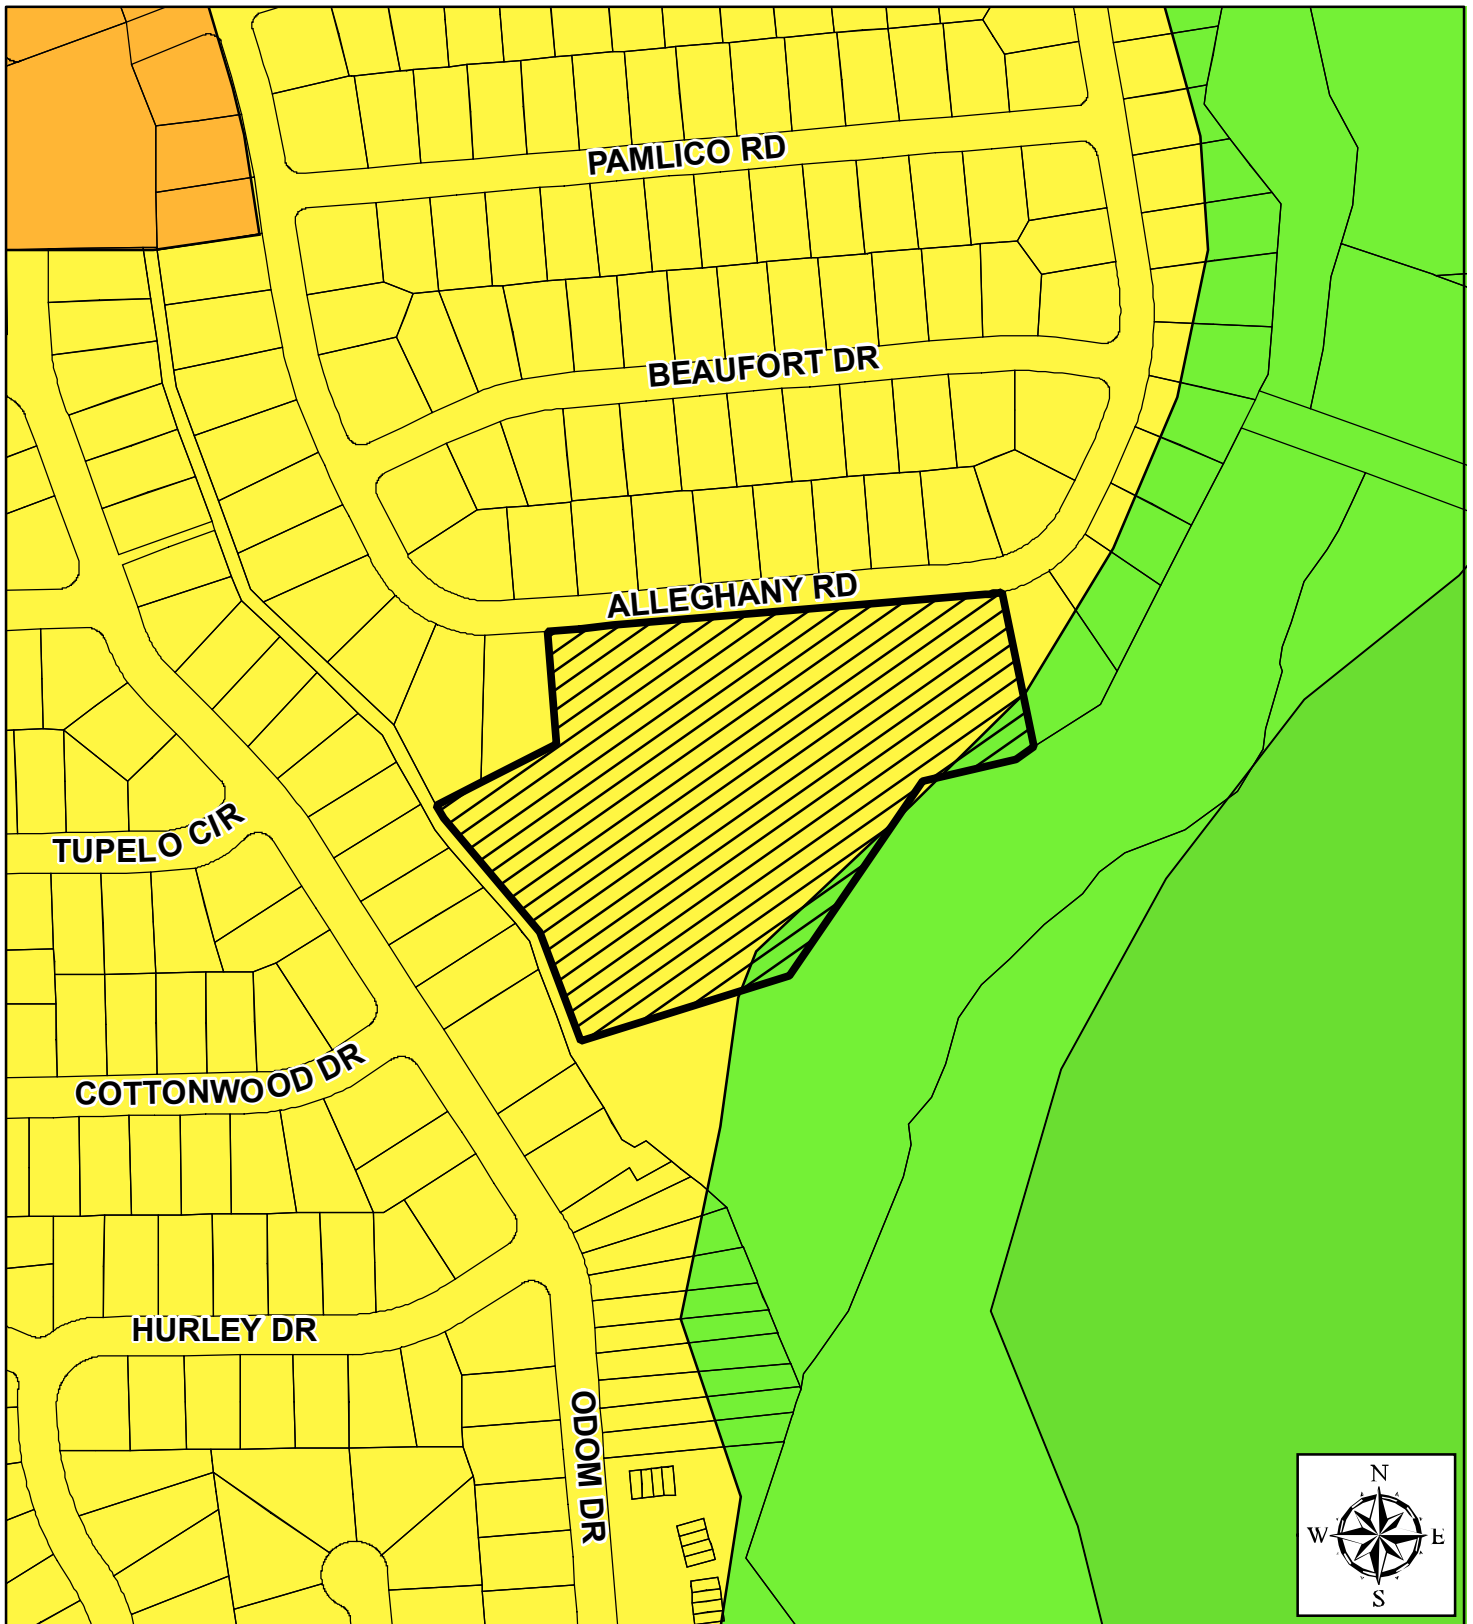 PAMLICO RD
BEAUFORT DR
ALLEGHANY RD
TUPELO CIR
COTTONWOOD DR
HURLEY DR
ODOM DR
N
W E
S